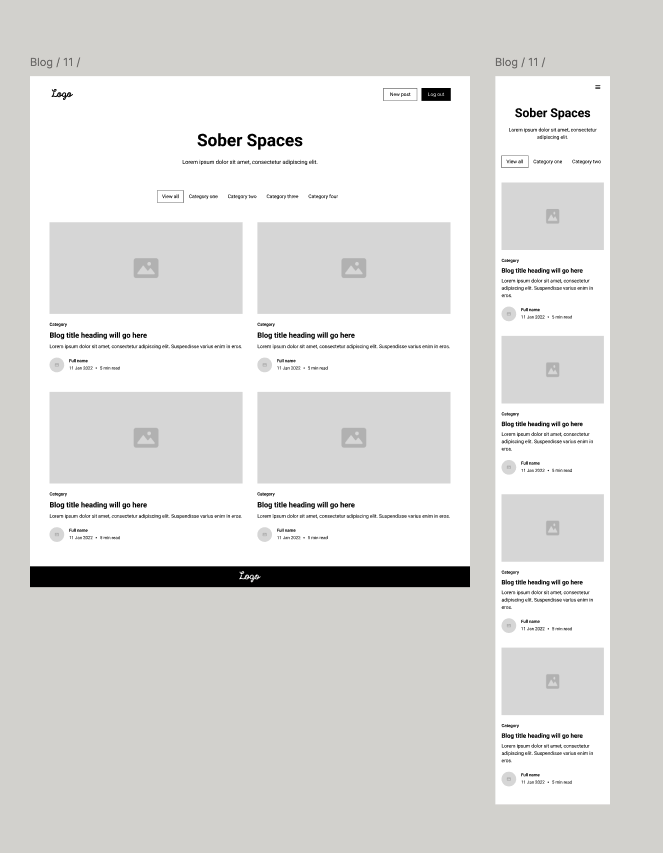 Blog / 11 /
Logo
New post
Log out
Sober Spaces
Lorem ipsum dolor sit amet, consectetur adipiscing elit.
View all
Category one
Category two
Category three
Category four
Category
Blog title heading will go here
Lorem ipsum dolor sit amet, consectetur adipiscing elit. Suspendisse varius enim in eros.
Full name
11 Jan 2022 • 5 min read
Category
Blog title heading will go here
Lorem ipsum dolor sit amet, consectetur adipiscing elit. Suspendisse varius enim in eros.
Full name
11 Jan 2022 • 5 min read
Category
Blog title heading will go here
Lorem ipsum dolor sit amet, consectetur adipiscing elit. Suspendisse varius enim in eros.
Full name
11 Jan 2022 • 5 min read
Category
Blog title heading will go here
Lorem ipsum dolor sit amet, consectetur adipiscing elit. Suspendisse varius enim in eros.
Full name
11 Jan 2022 • 5 min read
Logo
Blog / 11 /
Sober Spaces
Lorem ipsum dolor sit amet, consectetur
adipiscing elit.
View all
Category one
Category two
Category
Blog title heading will go here
Lorem ipsum dolor sit amet, consectetur
adipiscing elit. Suspendisse varius enim in
eros.
Full name
11 Jan 2022 • 5 min read
Category
Blog title heading will go here
Lorem ipsum dolor sit amet, consectetur
adipiscing elit. Suspendisse varius enim in
eros.
Full name
11 Jan 2022 • 5 min read
Category
Blog title heading will go here
Lorem ipsum dolor sit amet, consectetur
adipiscing elit. Suspendisse varius enim in
eros.
Full name
11 Jan 2022 • 5 min read
Category
Blog title heading will go here
Lorem ipsum dolor sit amet, consectetur
adipiscing elit. Suspendisse varius enim in
eros.
Full name
11 Jan 2022 • 5 min read